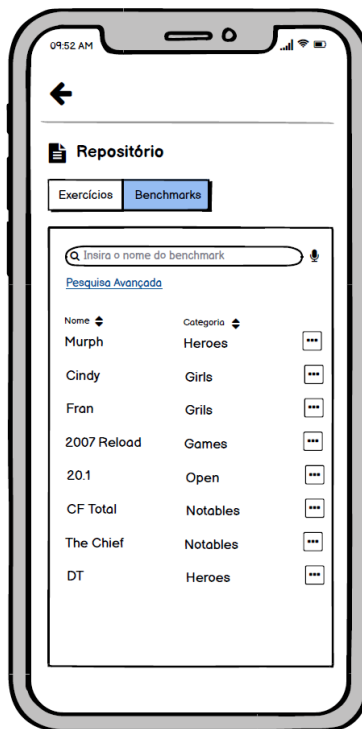 09:52 AM
Repositório
Exercícios Benchmarks
Insira o nome do benchmark
Pesquisa Avançada
Nome Categoria
Murph Heroes
Cindy Girls
Fran Grils
2007 Reload Games
20.1 Open
CF Total Notables
The Chief Notables
DT Heroes